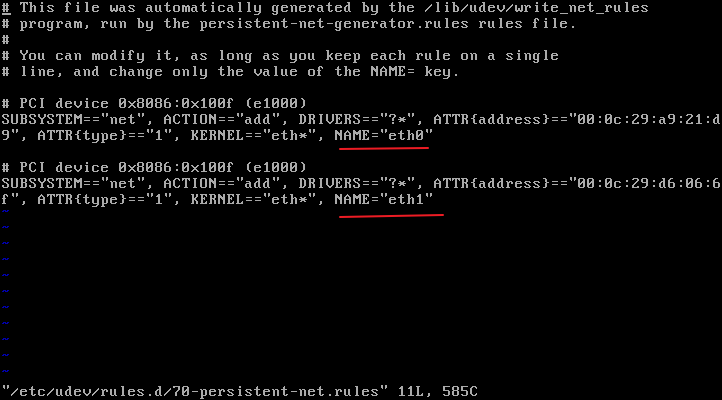 # This file was automatically generated by the /lib/udev/write_net_rules
# program, run by the persistent-net-generator.rules rules file.
#
# You can modify it, as long as you keep each rule on a single
# line, and change only the value of the NAME= key.
# PCI device 0x8086:0x100f (e1000)
SUBSYSTEM=="net", ACTION=="add", DRIVERS=="?*", ATTR{address}=="00:0c:29:a9:21:d
9", ATTR{type}=="1", KERNEL=="eth*", NAME="eth0"
# PCI device 0x8086:0x100f (e1000)
SUBSYSTEM=="net", ACTION=="add", DRIVERS=="?*", ATTR{address}=="00:0c:29:d6:06:6
f", ATTR{type}=="1", KERNEL=="eth*", NAME="eth1"
~
~
~
~
~
~
~
~
~
~
"/etc/udev/rules.d/70-persistent-net.rules" 11L, 585C